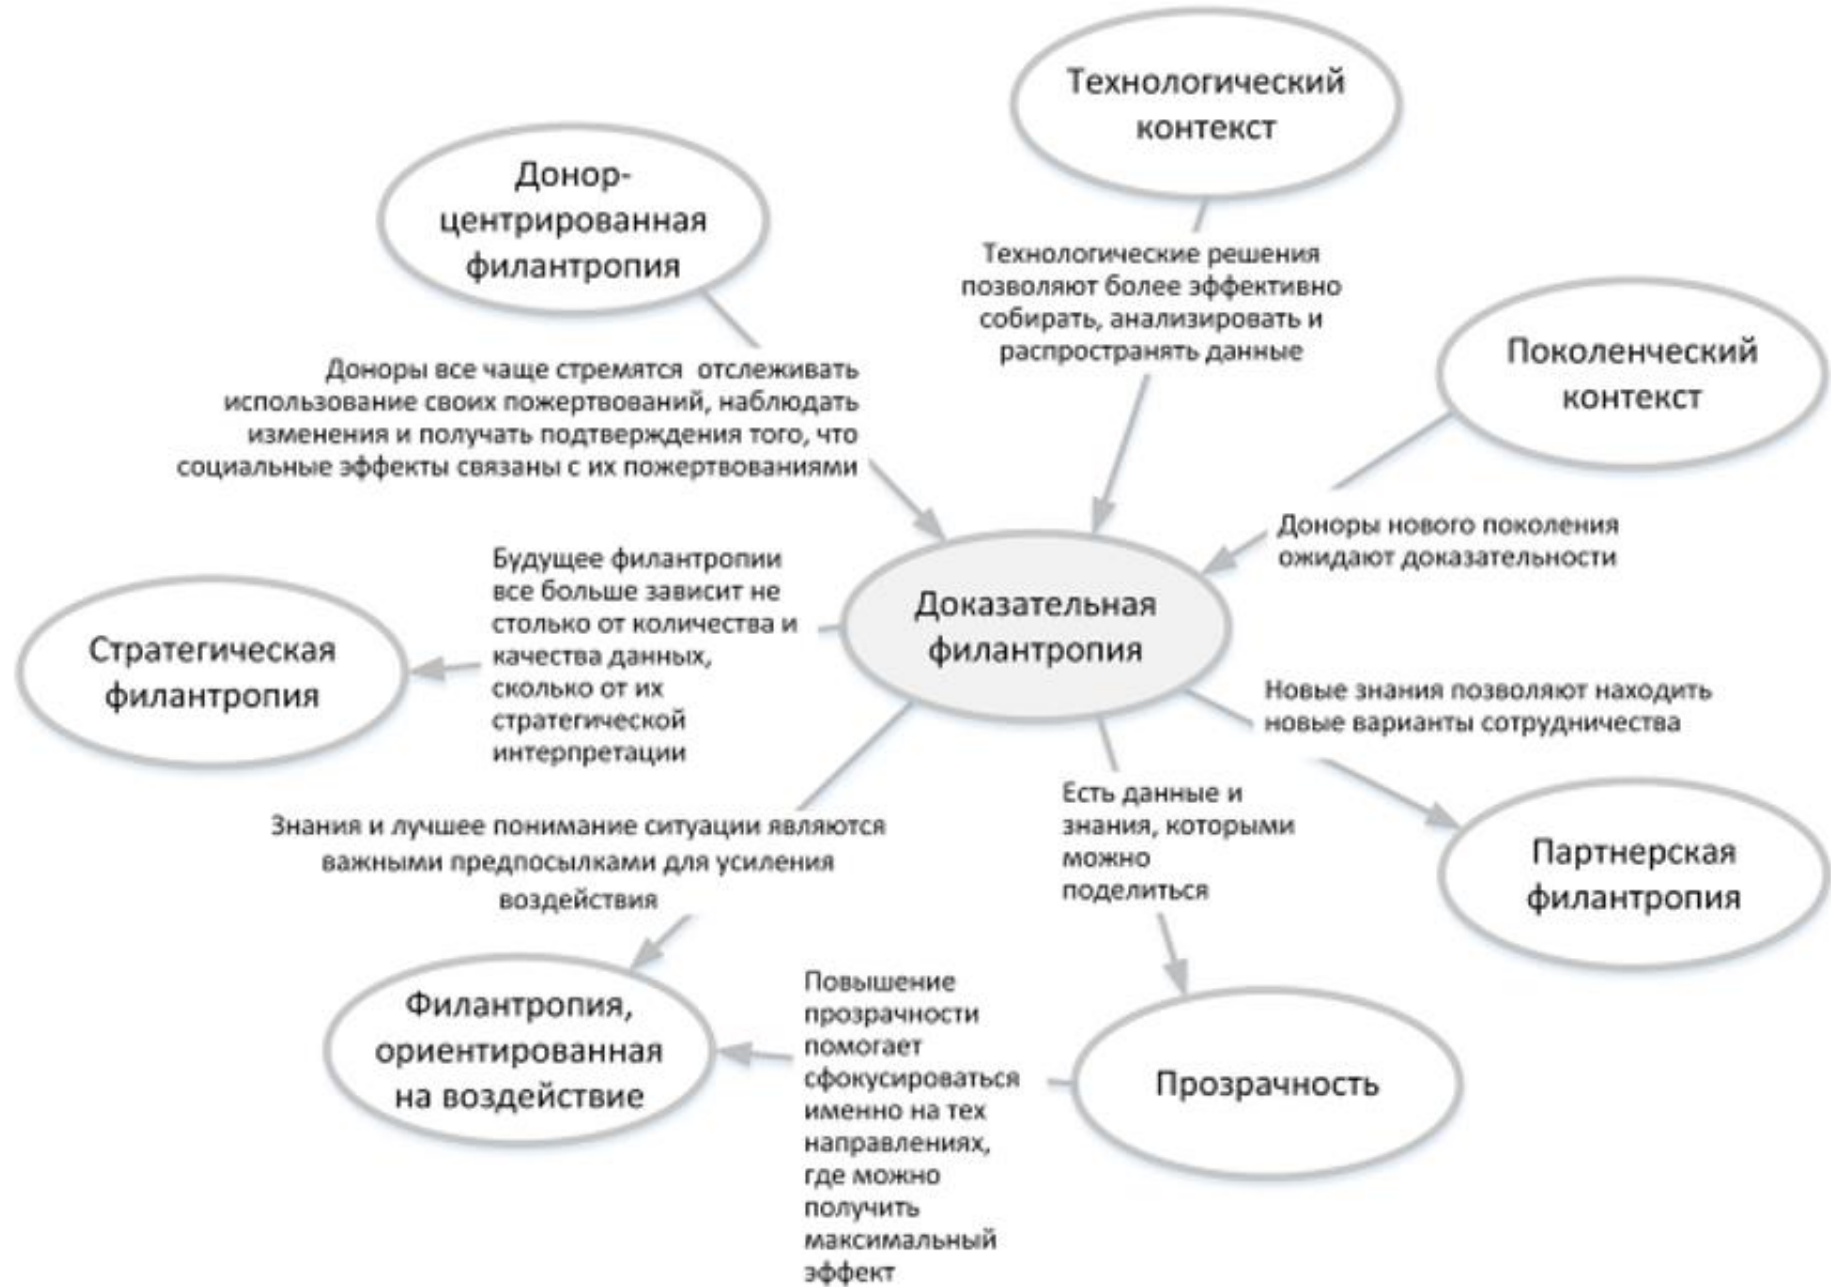 Технологический
контекст
Донор-
центрированная
филантропия
Технологические решения
позволяют более эффективно
собирать, анализировать и
распространять данные
Поколенческий
контекст
Доноры все чаще стремятся отслеживать
использование своих пожертвований, наблюдать
изменения и получать подтверждения того, что
социальные эффекты связаны с их пожертвованиями
Доноры нового поколения
ожидают доказательности
Будущее филантропии
все больше зависит не
столько от количества и
качества данных,
сколько от их
стратегической
интерпретации
Доказательная
филантропия
Стратегическая
филантропия
Новые знания позволяют находить
новые варианты сотрудничества
Есть данные и
знания, которыми
можно
поделиться
Знания и лучшее понимание ситуации являются
важными предпосылками для усиления
воздействия
Партнерская
филантропия
Филантропия,
ориентированная
на воздействие
Повышение
прозрачности
помогает
сфокусироваться
именно на тех
направлениях,
где можно
получить
максимальный
эффект
Прозрачность